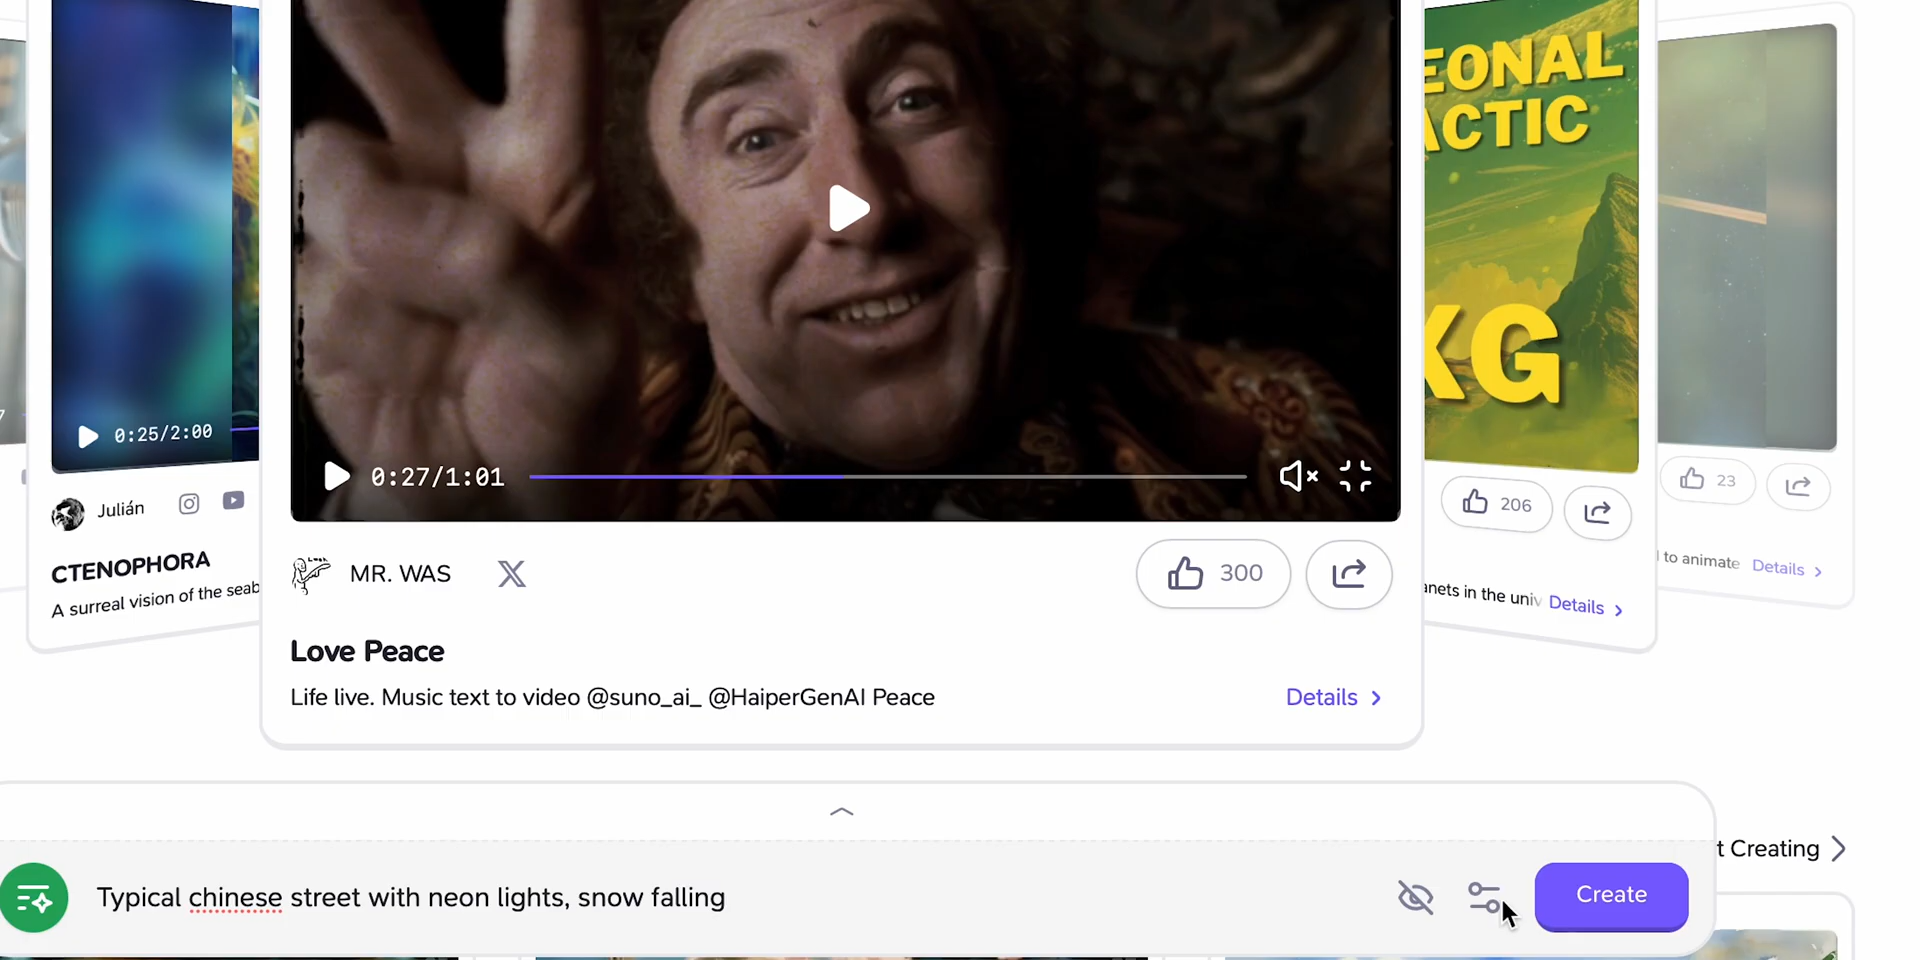 EONAL
ACTIC
KG
0:25/2:00
0:27/1:01
Julián
206
23
MR. WAS
300
CTENOPHORA
A surreal vision of the seab
to animate
Details
anets in the univ
Details
Love Peace
Life live. Music text to video @suno_ai_ @HaiperGenAI Peace
Details
t Creating
Typical chinese street with neon lights, snow falling
Create